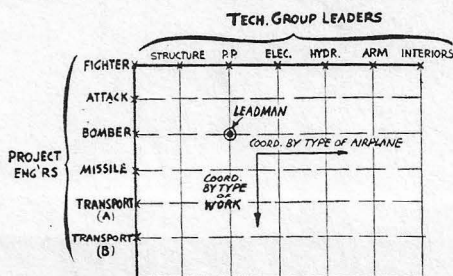 TECH. GROUP LEADERS
STRUCTURE P.P ELEC. HYDR. ARM INTERIORS
FIGHTER
ATTACK
LEADMAN
BOMBER
COORD. BY TYPE OF AIRPLANE
PROJECT
ENG'RS
MISSILE
COORD.
BY TYPE
OF
WORK
TRANSPORT
(A)
TRANSPORT
(B)